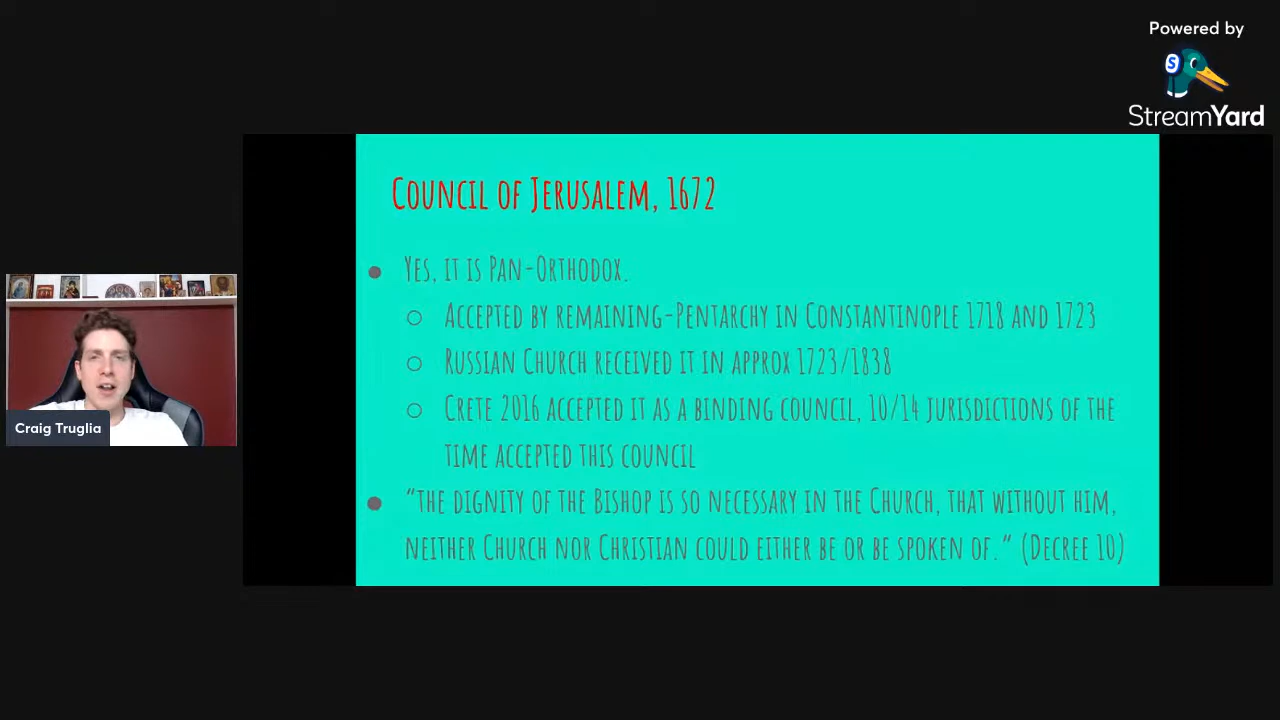 Powered by
StreamYard
COUNCIL OF JERUSALEM, 1672
YES, IT IS PAN-ORTHODOX.
ACCEPTED BY REMAINING-PENTARCHY IN CONSTANTINOPLE 1718 AND 1723
RUSSIAN CHURCH RECEIVED IT IN APPROX 1723/1838
CRETE 2016 ACCEPTED IT AS A BINDING COUNCIL, 10/14 JURISDICTIONS OF THE
TIME ACCEPTED THIS COUNCIL
“THE DIGNITY OF THE BISHOP IS SO NECESSARY IN THE CHURCH, THAT WITHOUT HIM,
NEITHER CHURCH NOR CHRISTIAN COULD EITHER BE OR BE SPOKEN OF.” (DECREE 10)
Craig Truglia